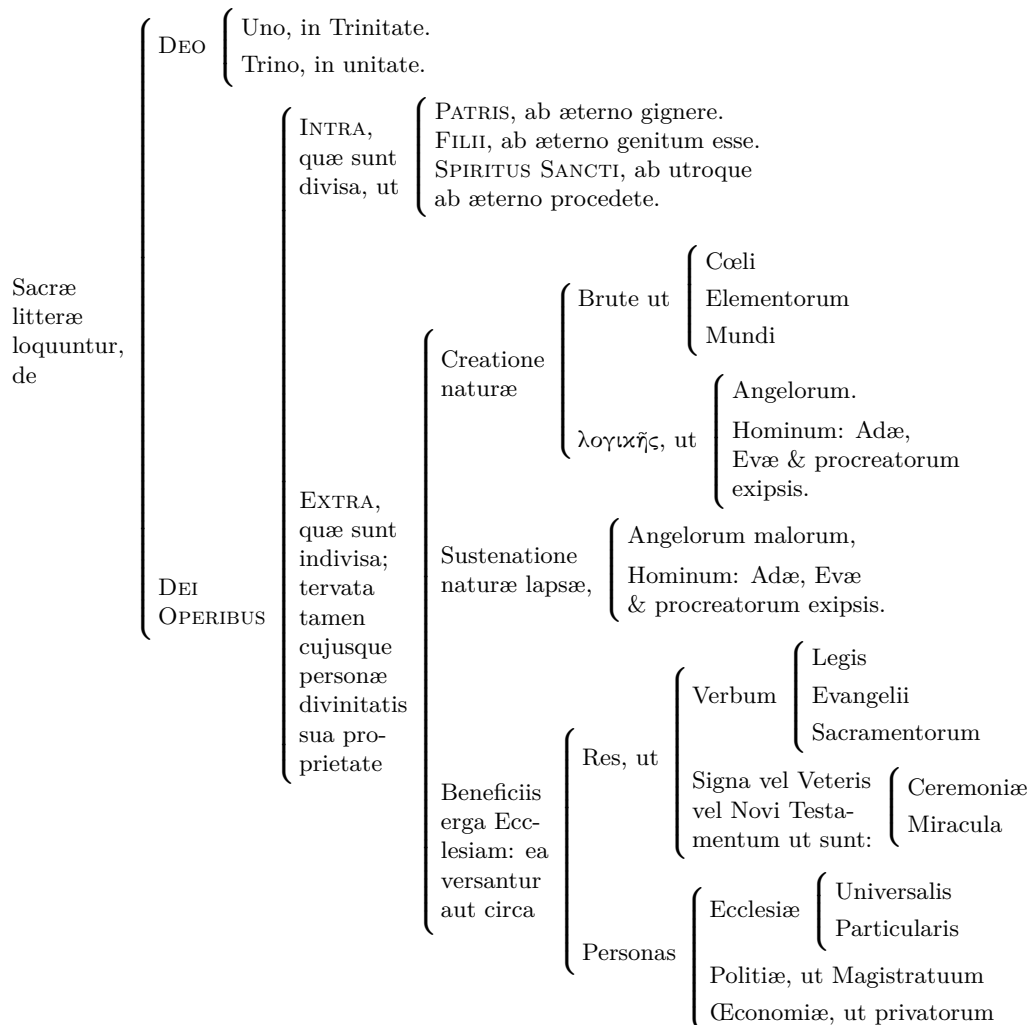 Sacræ
litteræ
loquuntur,
de
DEO
Uno, in Trinitate.
Trino, in unitate.
DEI
OPERIBUS
INTRA,
quæ sunt
divisa, ut
PATRIS, ab æterno gignere.
FILII, ab æterno genitum esse.
SPIRITUS SANCTI, ab utroque
ab æterno procedete.
EXTRA,
quæ sunt
indivisa;
tervata
tamen
cujusque
personæ
divinitatis
sua pro-
prietate
Creatione
naturæ
Brute ut
Cœli
Elementorum
Mundi
λογικῆς, ut
Angelorum.
Hominum: Adæ,
Evæ & procreatorum
exipsis.
Sustenatione
naturæ lapsæ,
Angelorum malorum,
Hominum: Adæ, Evæ
& procreatorum exipsis.
Beneficiis
erga Ecc-
lesiam: ea
versantur
aut circa
Res, ut
Verbum
Legis
Evangelii
Sacramentorum
Signa vel Veteris
vel Novi Testa-
mentum ut sunt:
Ceremoniæ
Miracula
Personas
Ecclesiæ
Universalis
Particularis
Politiæ, ut Magistratuum
Œconomiæ, ut privatorum